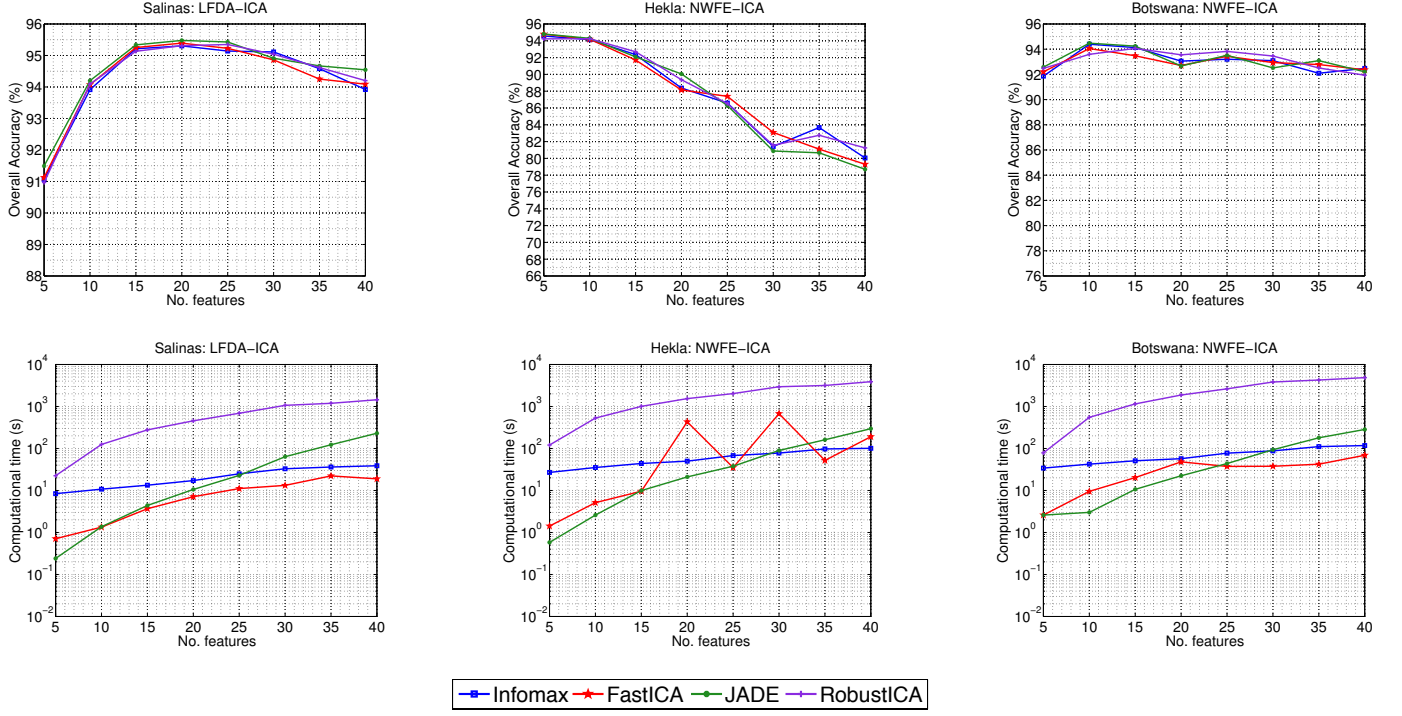 Salinas: LFDA−ICA
Overall Accuracy (%)
96
95
94
93
92
91
90
89
88
5 10 15 20 25 30 35 40
No. features
Hekla: NWFE−ICA
Overall Accuracy (%)
96
94
92
90
88
86
84
82
80
78
76
74
72
70
68
66
5 10 15 20 25 30 35 40
No. features
Botswana: NWFE−ICA
Overall Accuracy (%)
96
94
92
90
88
86
84
82
80
78
76
5 10 15 20 25 30 35 40
No. features
Salinas: LFDA−ICA
Computational time (s)
10^4
10^3
10^2
10^1
10^0
10^−1
10^−2
5 10 15 20 25 30 35 40
No. features
Hekla: NWFE−ICA
Computational time (s)
10^4
10^3
10^2
10^1
10^0
10^−1
10^−2
5 10 15 20 25 30 35 40
No. features
Botswana: NWFE−ICA
Computational time (s)
10^4
10^3
10^2
10^1
10^0
10^−1
10^−2
5 10 15 20 25 30 35 40
No. features
Infomax FastICA JADE RobustICA